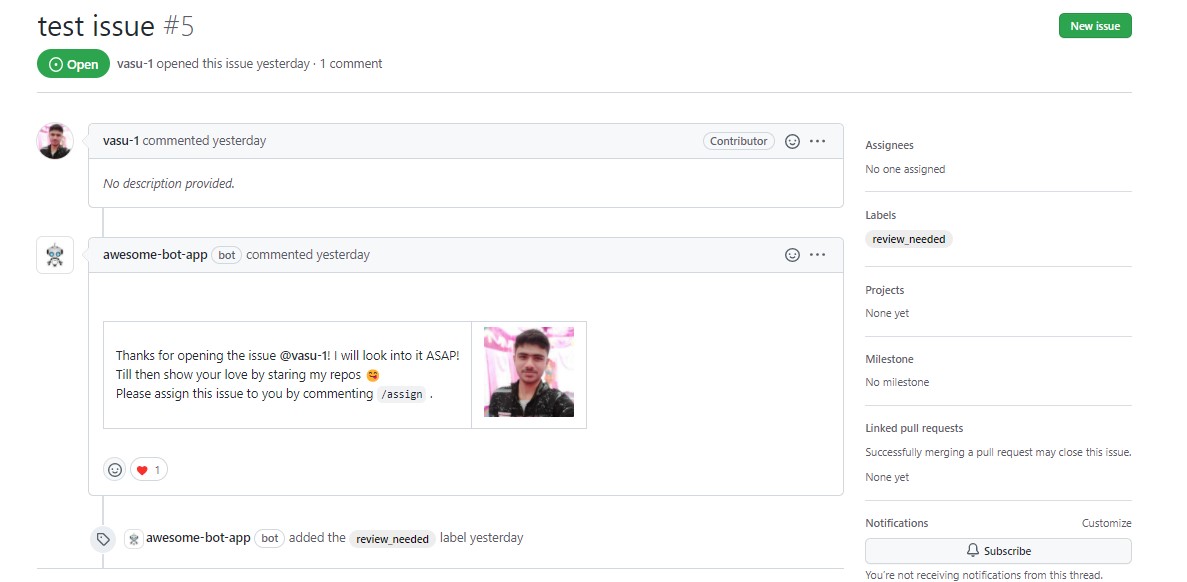 test issue #5
New issue
Open vasu-1 opened this issue yesterday · 1 comment
vasu-1 commented yesterday
Contributor
No description provided.
awesome-bot-app bot commented yesterday
Thanks for opening the issue @vasu-1! I will look into it ASAP!
Till then show your love by staring my repos 🥰
Please assign this issue to you by commenting /assign .
❤️ 1
awesome-bot-app bot added the review_needed label yesterday
Assignees
No one assigned
Labels
review_needed
Projects
None yet
Milestone
No milestone
Linked pull requests
Successfully merging a pull request may close this issue.
None yet
Notifications
Customize
Subscribe
You're not receiving notifications from this thread.